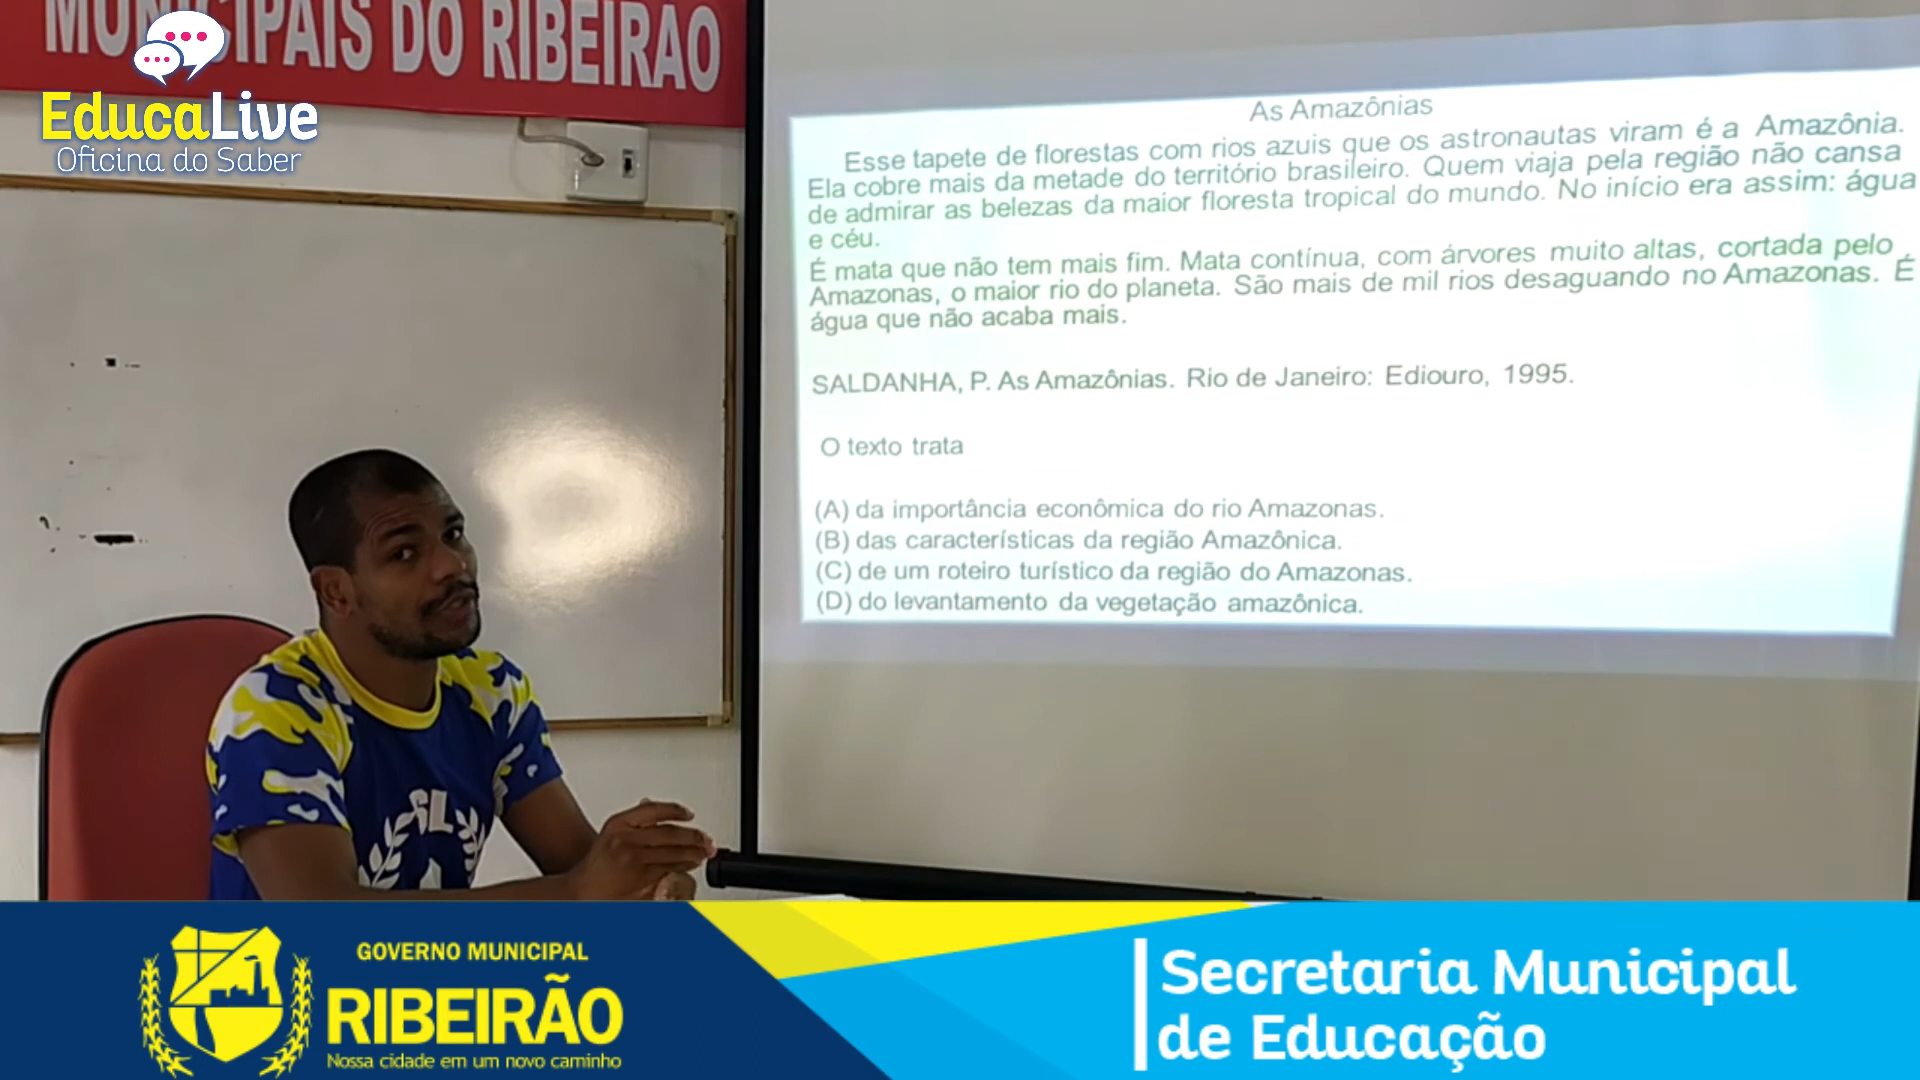 MUNICIPAIS DO RIBEIRÃO
EducaLive
Oficina do Saber
As Amazônias
Esse tapete de florestas com rios azuis que os astronautas viram é a Amazônia.
Ela cobre mais da metade do território brasileiro. Quem viaja pela região não cansa
de admirar as belezas da maior floresta tropical do mundo. No início era assim: água
e céu.
É mata que não tem mais fim. Mata contínua, com árvores muito altas, cortada pelo
Amazonas, o maior rio do planeta. São mais de mil rios desaguando no Amazonas. É
água que não acaba mais.
SALDANHA, P. As Amazônias. Rio de Janeiro: Ediouro, 1995.
O texto trata
(A) da importância econômica do rio Amazonas.
(B) das características da região Amazônica.
(C) de um roteiro turístico da região do Amazonas.
(D) do levantamento da vegetação amazônica.
SL
GOVERNO MUNICIPAL
RIBEIRÃO
Nossa cidade em um novo caminho
Secretaria Municipal
de Educação